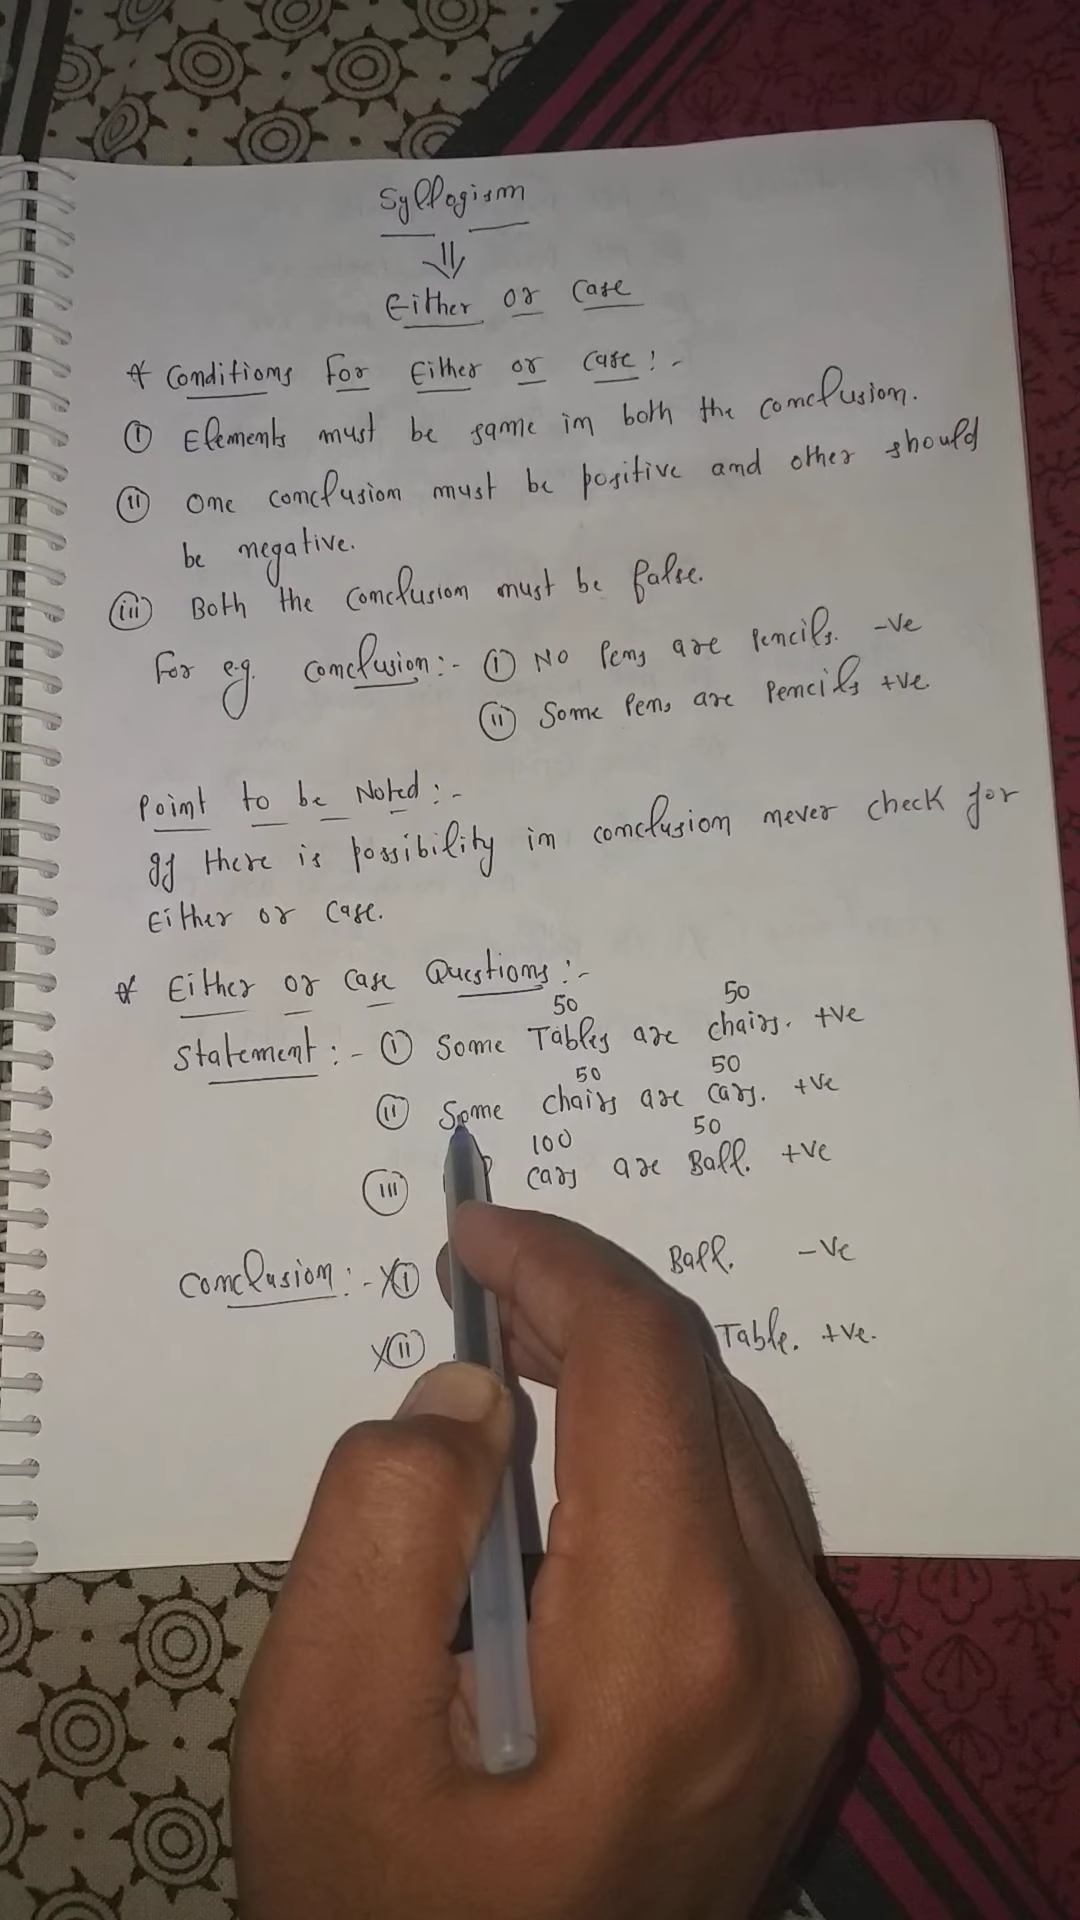 Syllogism
Either or Case
* Conditions For Either or Case :-
(i) Elements must be same in both the conclusion.
(ii) One conclusion must be positive and other should
be negative.
(iii) Both the conclusion must be false.
For e.g. Conclusion :- (i) No Pens are Pencils. -ve
(ii) Some Pens are Pencils +ve
Point to be Noted :-
If there is possibility in conclusion never check for
Either or Case.
* Either or Case Questions :-
50 50
Statement :- (i) Some Tables are chairs. +ve
50 50
(ii) Some chairs are Cars. +ve
100 50
(iii) Cars are Ball. +ve
Conclusion :- X(i) Ball. -ve
X(ii) Table. +ve.